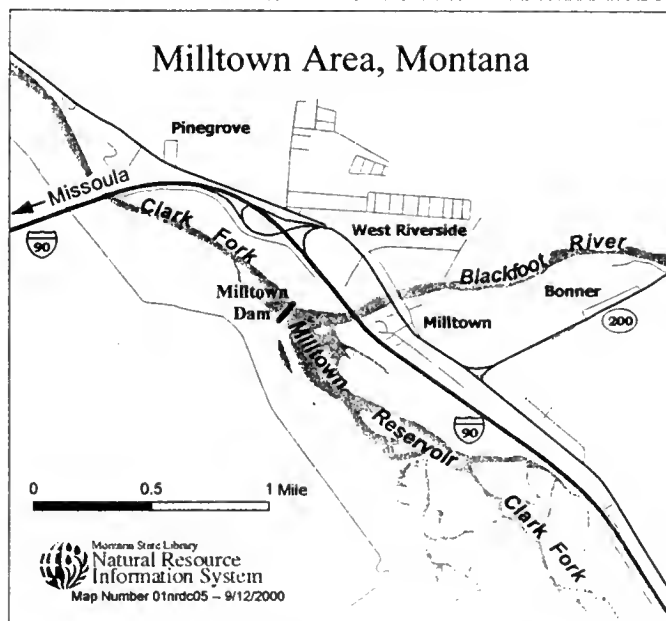 Milltown Area, Montana
Pinegrove
Missoula
90
Clark Fork
West Riverside
Blackfoot River
Bonner
200
Milltown
Dam
Milltown
Milltown Reservoir
90
Clark Fork
0 0.5 1 Mile
Montana State Library
Natural Resource
Information System
Map Number 01nrdc05 -- 9/12/2000